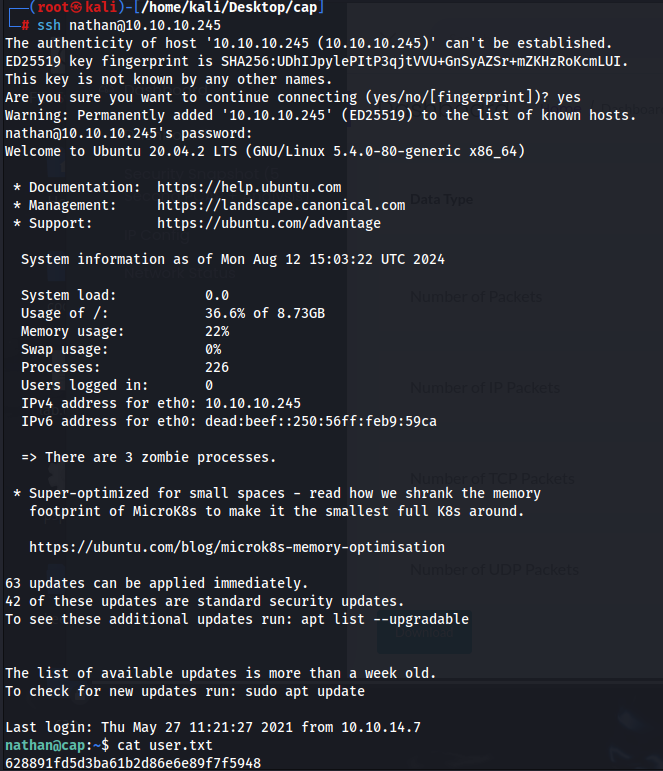 ┌──(root㉿kali)-[/home/kali/Desktop/cap]
└─# ssh nathan@10.10.10.245
The authenticity of host '10.10.10.245 (10.10.10.245)' can't be established.
ED25519 key fingerprint is SHA256:UDhIJpylePItP3qjtVVU+GnSyAZSr+mZKHzRoKcmLUI.
This key is not known by any other names.
Are you sure you want to continue connecting (yes/no/[fingerprint])? yes
Warning: Permanently added '10.10.10.245' (ED25519) to the list of known hosts.
nathan@10.10.10.245's password:
Welcome to Ubuntu 20.04.2 LTS (GNU/Linux 5.4.0-80-generic x86_64)
* Documentation:  https://help.ubuntu.com
* Management:     https://landscape.canonical.com
Data Type
* Support:        https://ubuntu.com/advantage
System information as of Mon Aug 12 15:03:22 UTC 2024
System load:           0.0
Number of Packets
Usage of /:            36.6% of 8.73GB
Memory usage:          22%
Swap usage:            0%
Processes:             226
Users logged in:       0
Number of IP Packets
IPv4 address for eth0: 10.10.10.245
IPv6 address for eth0: dead:beef::250:56ff:feb9:59ca
=> There are 3 zombie processes.
Number of TCP Packets
* Super-optimized for small spaces - read how we shrank the memory
footprint of MicroK8s to make it the smallest full K8s around.
https://ubuntu.com/blog/microk8s-memory-optimisation
Number of UDP Packets
63 updates can be applied immediately.
42 of these updates are standard security updates.
To see these additional updates run: apt list --upgradable
Download
The list of available updates is more than a week old.
To check for new updates run: sudo apt update
Last login: Thu May 27 11:21:27 2021 from 10.10.14.7
nathan@cap:~$ cat user.txt
628891fd5d3ba61b2d86e6e89f7f5948